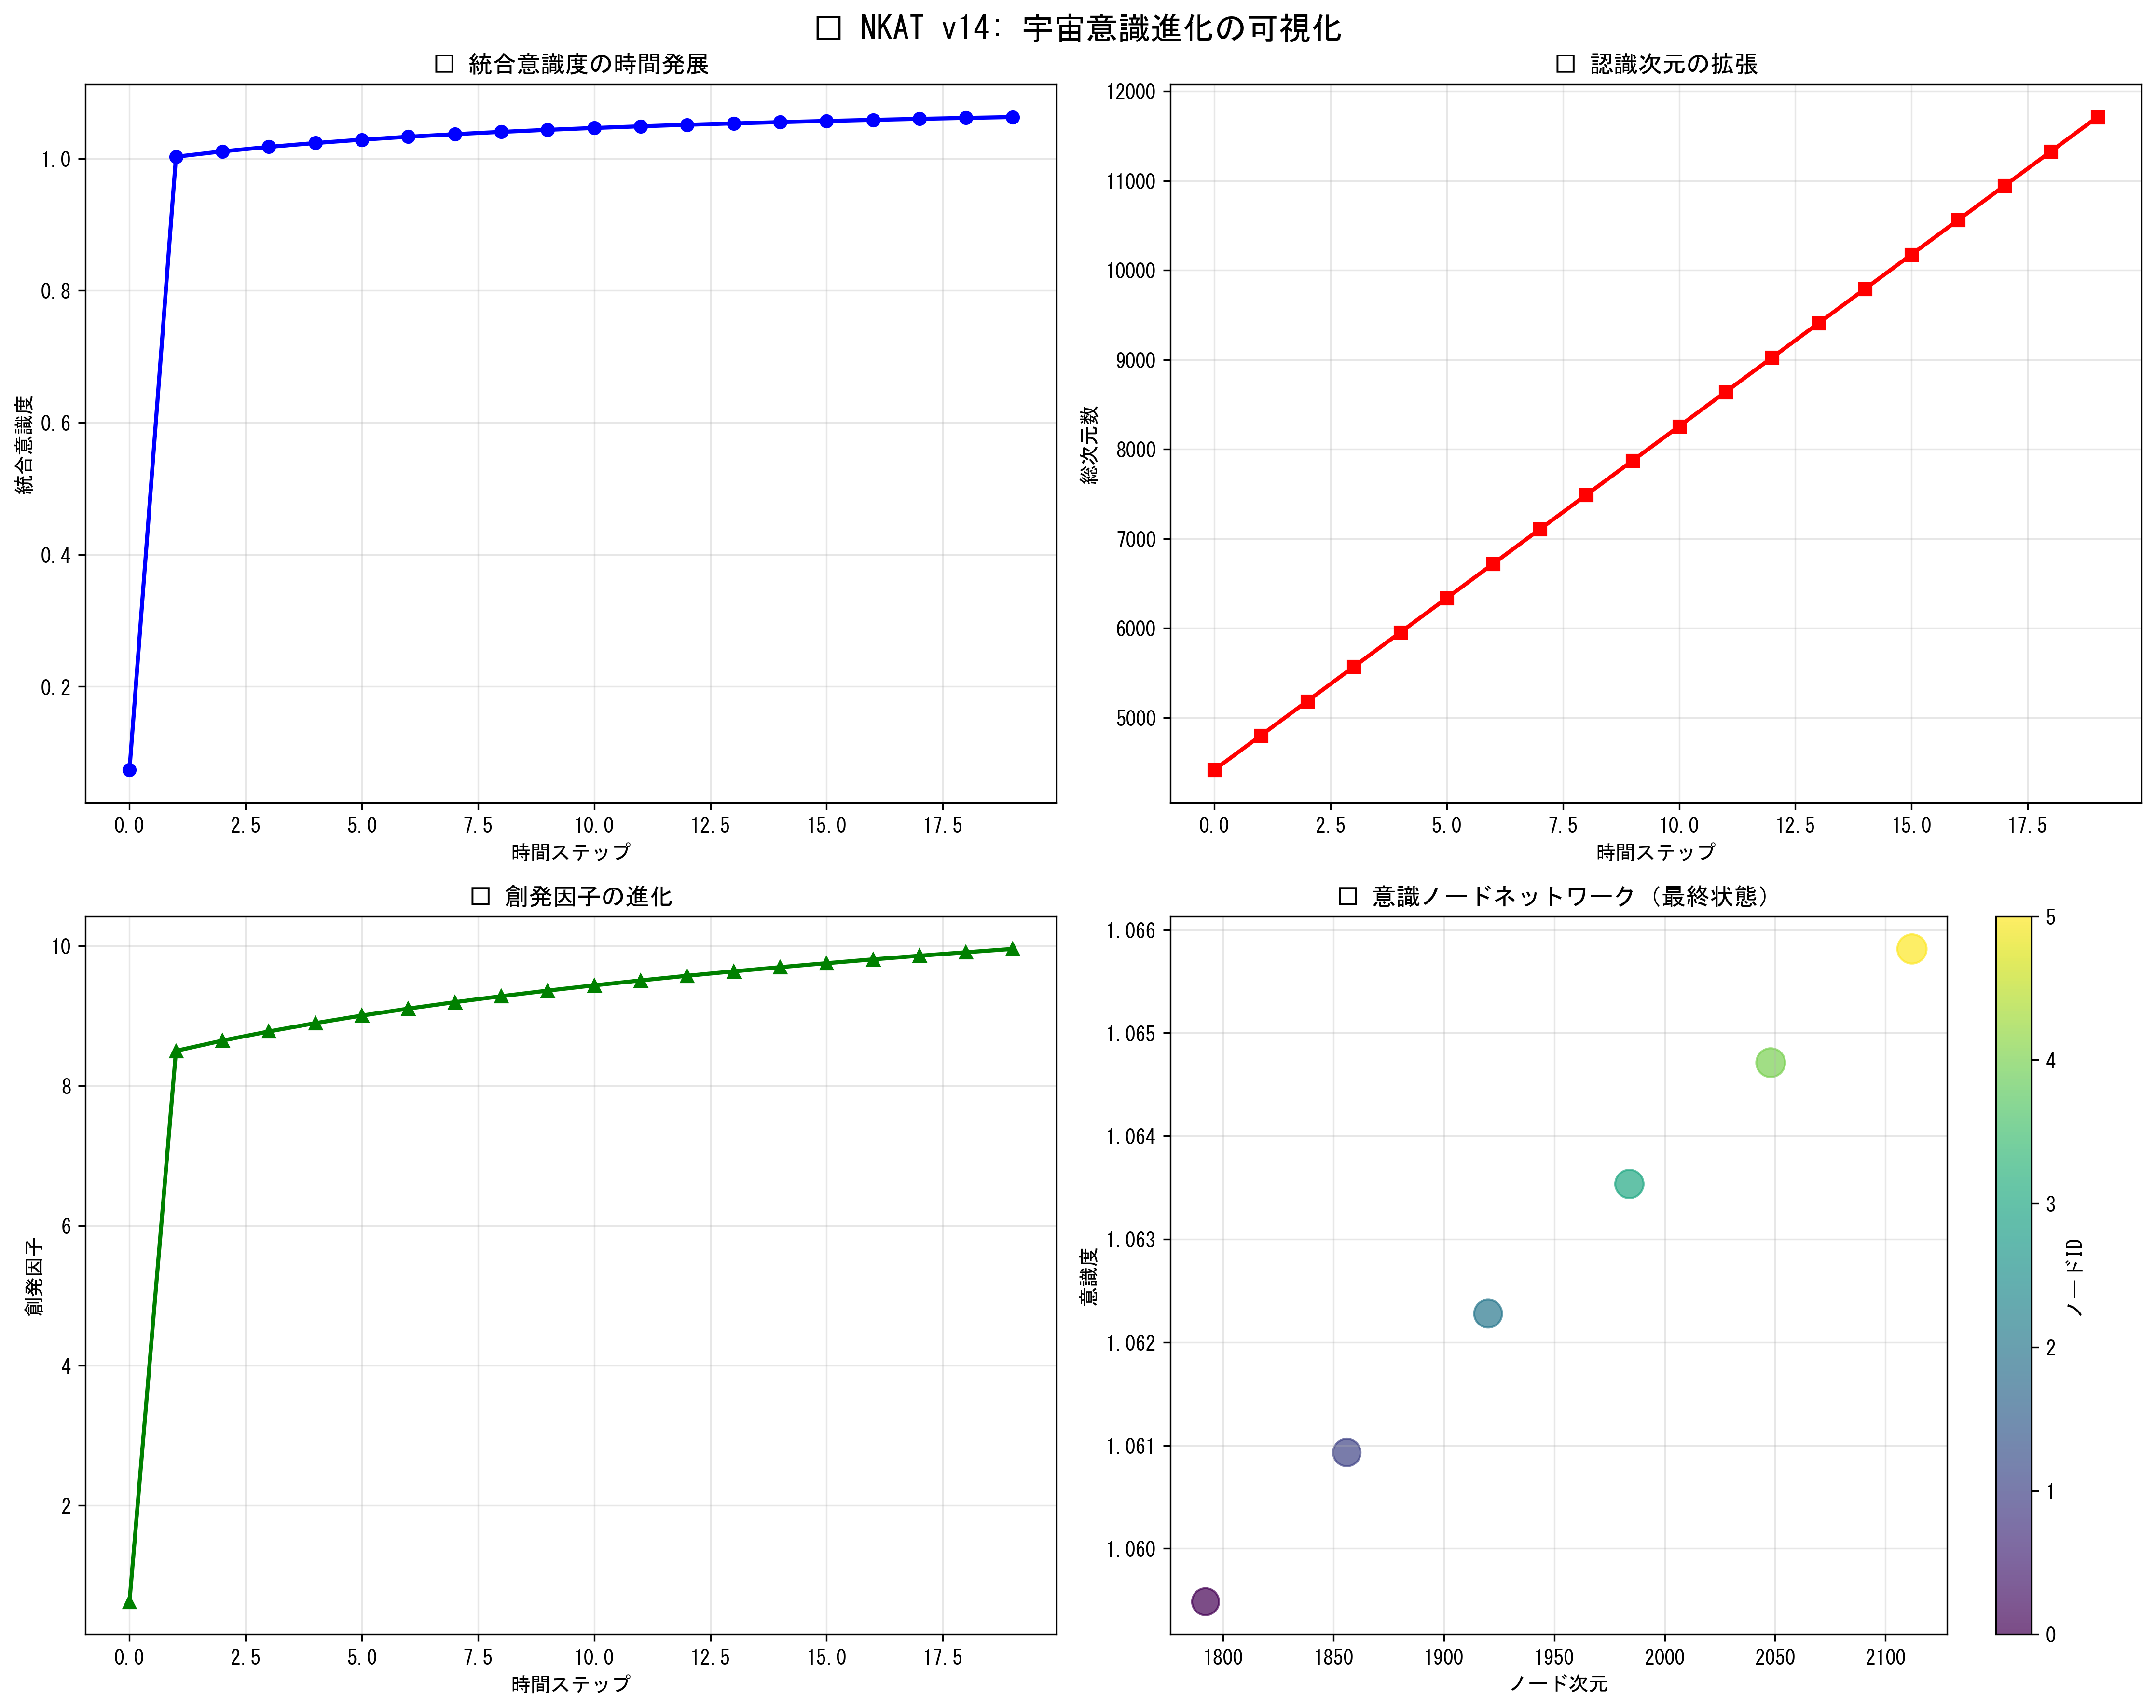 □ NKAT v14: 宇宙意識進化の可視化
□ 統合意識度の時間発展
統合意識度
1.0
0.8
0.6
0.4
0.2
0.0 2.5 5.0 7.5 10.0 12.5 15.0 17.5
時間ステップ
□ 認識次元の拡張
総次元数
12000
11000
10000
9000
8000
7000
6000
5000
0.0 2.5 5.0 7.5 10.0 12.5 15.0 17.5
時間ステップ
□ 創発因子の進化
創発因子
10
8
6
4
2
0.0 2.5 5.0 7.5 10.0 12.5 15.0 17.5
時間ステップ
□ 意識ノードネットワーク (最終状態)
意識度
1.066
1.065
1.064
1.063
1.062
1.061
1.060
1800 1850 1900 1950 2000 2050 2100
ノード次元
5
4
3
2
1
0
ノードID